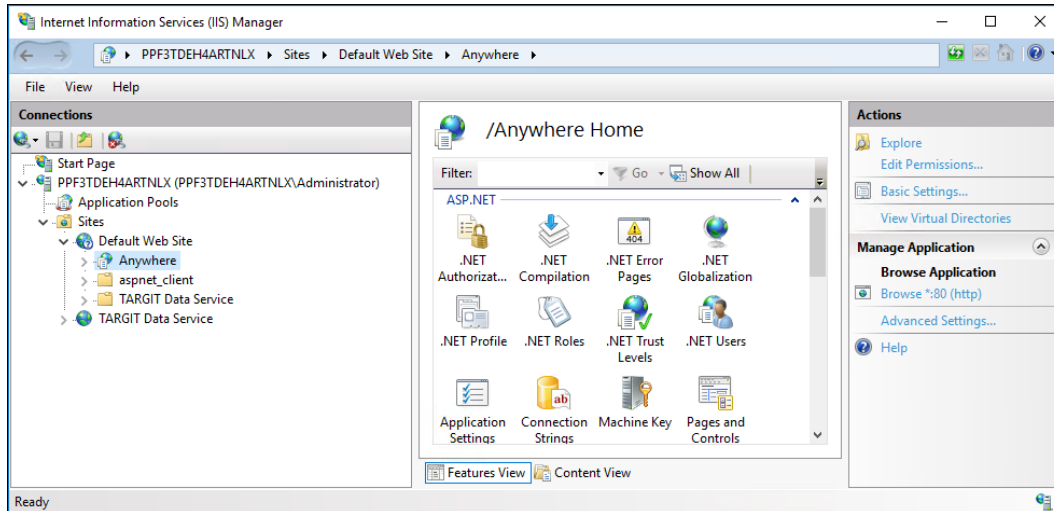 Internet Information Services (IIS) Manager
PPF3TDEH4ARTNLX Sites Default Web Site Anywhere
File View Help
Connections
Start Page
PPF3TDEH4ARTNLX (PPF3TDEH4ARTNLX\Administrator)
Application Pools
Sites
Default Web Site
Anywhere
aspnet_client
TARGIT Data Service
TARGIT Data Service
/Anywhere Home
Filter: Go Show All
ASP.NET
.NET Authorizat...
.NET Compilation
404
.NET Error Pages
.NET Globalization
.NET Profile
.NET Roles
.NET Trust Levels
.NET Users
Application Settings
ab
Connection Strings
Machine Key
Pages and Controls
Features View Content View
Actions
Explore
Edit Permissions...
Basic Settings...
View Virtual Directories
Manage Application
Browse Application
Browse *:80 (http)
Advanced Settings...
Help
Ready